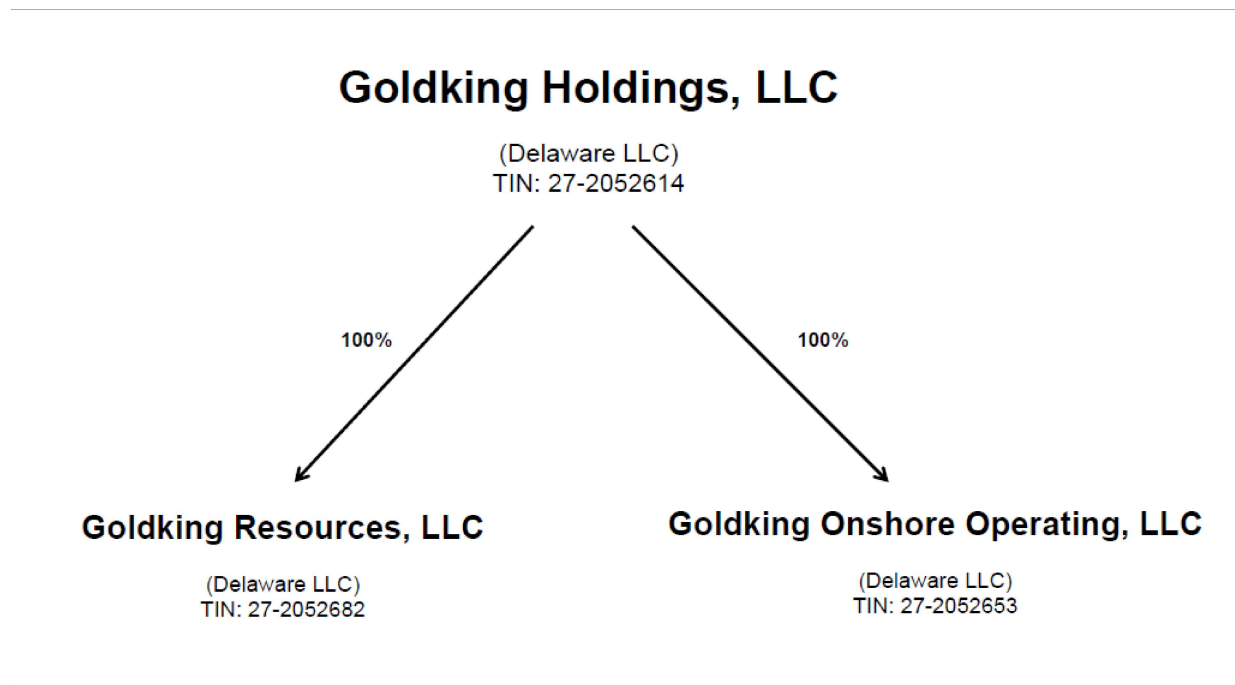 Goldking Holdings, LLC
(Delaware LLC)
TIN: 27-2052614
100%
100%
Goldking Resources, LLC
(Delaware LLC)
TIN: 27-2052682
Goldking Onshore Operating, LLC
(Delaware LLC)
TIN: 27-2052653